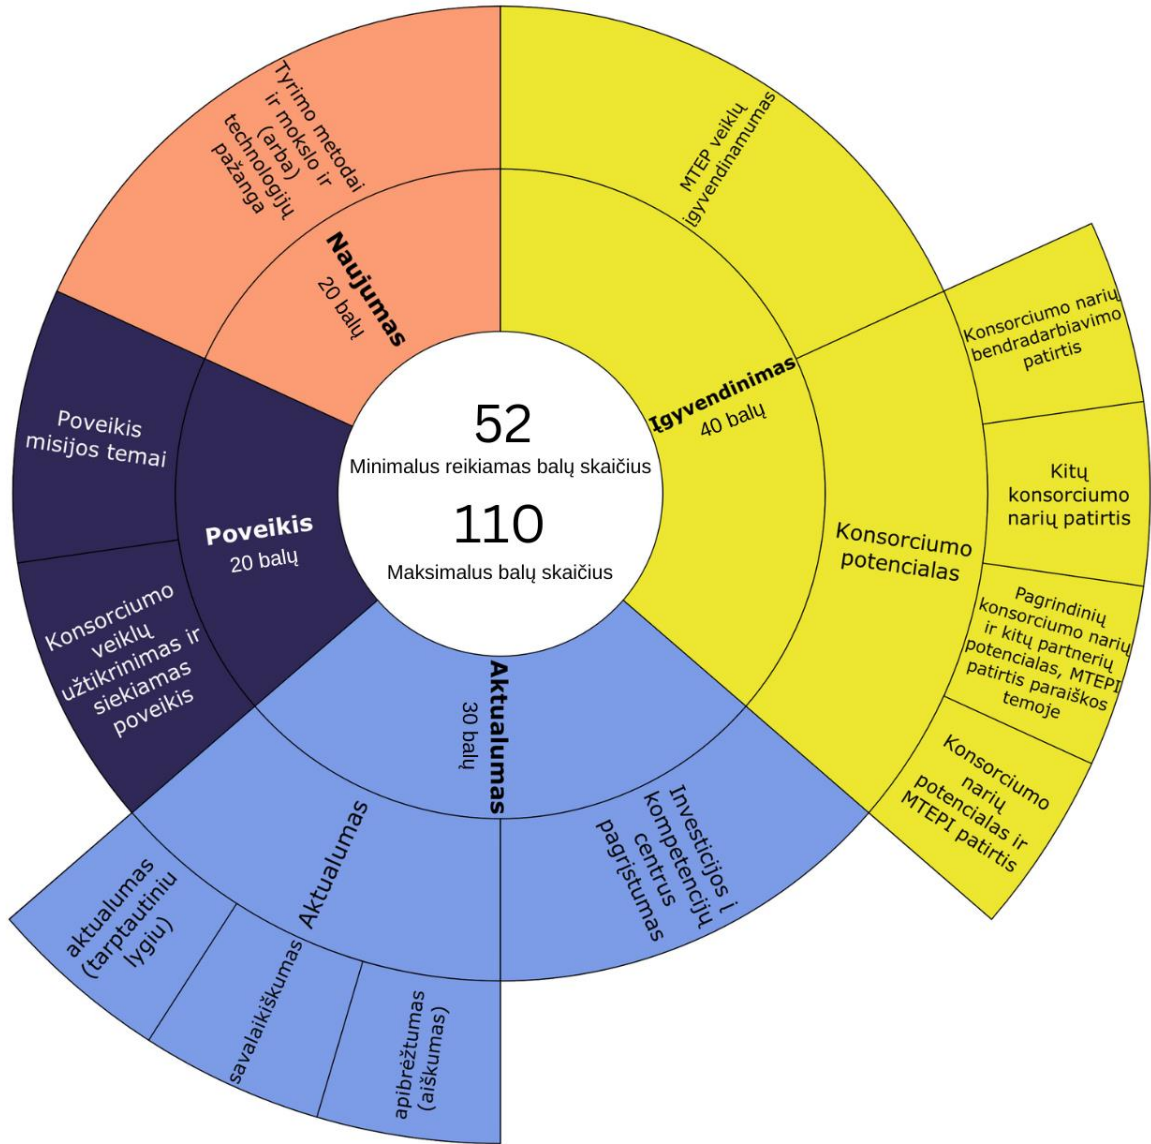 52
Minimalus reikiamas balų skaičius
110
Maksimalus balų skaičius
Naujumas
20 balų
Tyrimo metodai
ir mokslo ir
(arba)
technologijų
pažanga
Įgyvendinimas
40 balų
MTEP veiklų
įgyvendinamumas
Konsorciumo
potencialas
Konsorciumo narių
bendradarbiavimo
patirtis
Kitų
konsorciumo
narių patirtis
Pagrindinių
konsorciumo narių
ir kitų partnerių
potencialas, MTEPI
patirtis paraiškos
temoje
Konsorciumo
narių
potencialas ir
MTEPI patirtis
Aktualumas
30 balų
Investicijos į
kompetencijų
centrus
pagrįstumas
Aktualumas
apibrėžtumas
(aiškumas)
savalaikiškumas
aktualumas
(tarptautiniu
lygiu)
Poveikis
20 balų
Konsorciumo
veiklų
užtikrinimas ir
siekiamas
poveikis
Poveikis
misijos temai